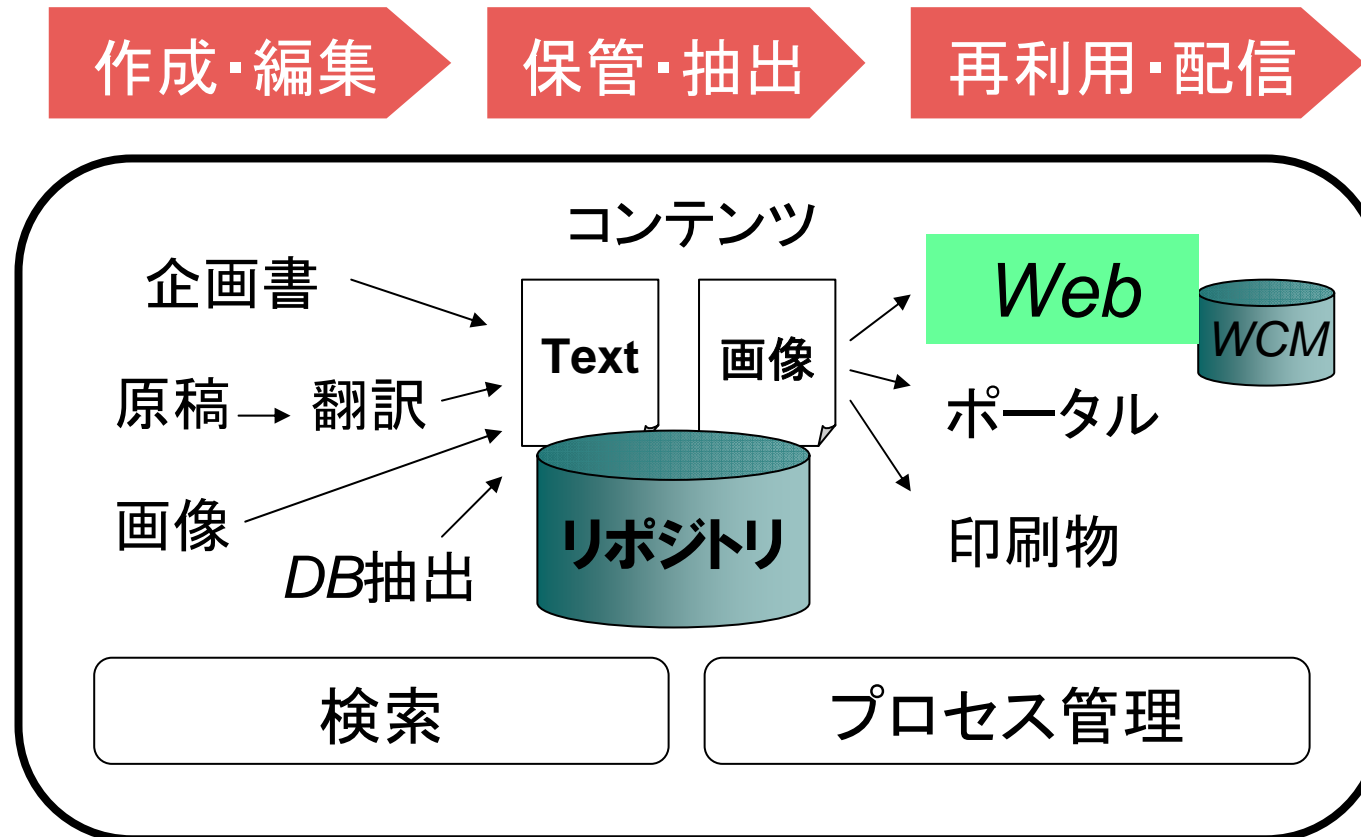 作成・編集
保管・抽出
再利用・配信
コンテンツ
企画書
Text
画像
Web
WCM
原稿
翻訳
ポータル
画像
DB抽出
リポジトリ
印刷物
検索
プロセス管理